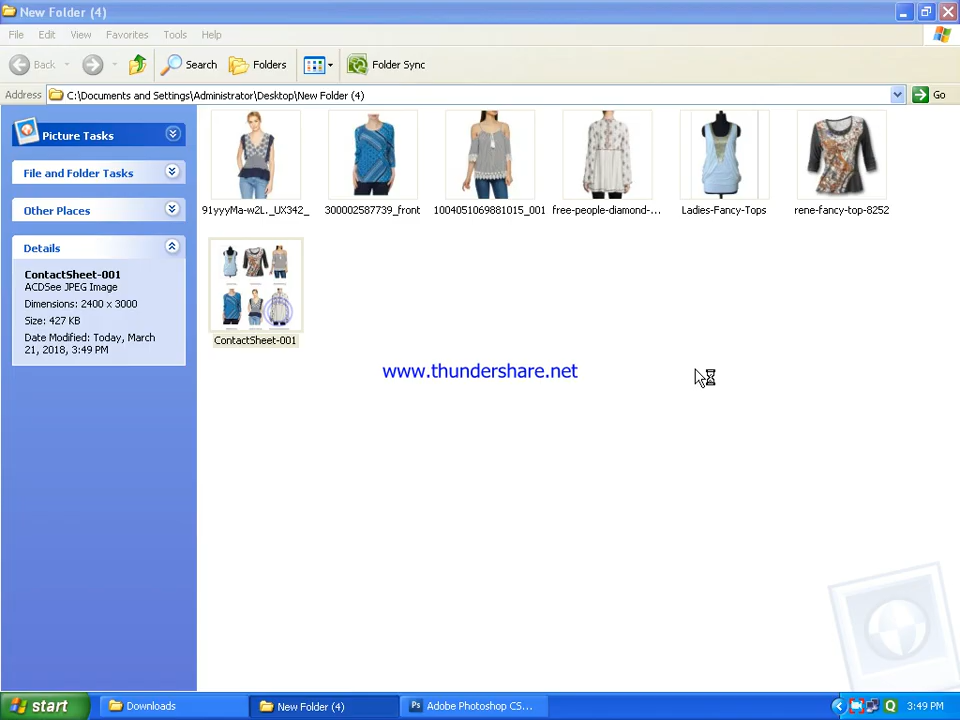 New Folder (4)
File Edit View Favorites Tools Help
Back Search Folders Folder Sync
Address C:\Documents and Settings\Administrator\Desktop\New Folder (4) Go
Picture Tasks
File and Folder Tasks
Other Places
Details
ContactSheet-001
ACDSee JPEG Image
Dimensions: 2400 x 3000
Size: 427 KB
Date Modified: Today, March
21, 2018, 3:49 PM
91yyyMa-w2L._UX342_ 300002587739_front 1004051069881015_001 free-people-diamond-... Ladies-Fancy-Tops rene-fancy-top-8252
ContactSheet-001
www.thundershare.net
start Downloads New Folder (4) Ps Adobe Photoshop CS... 3:49 PM